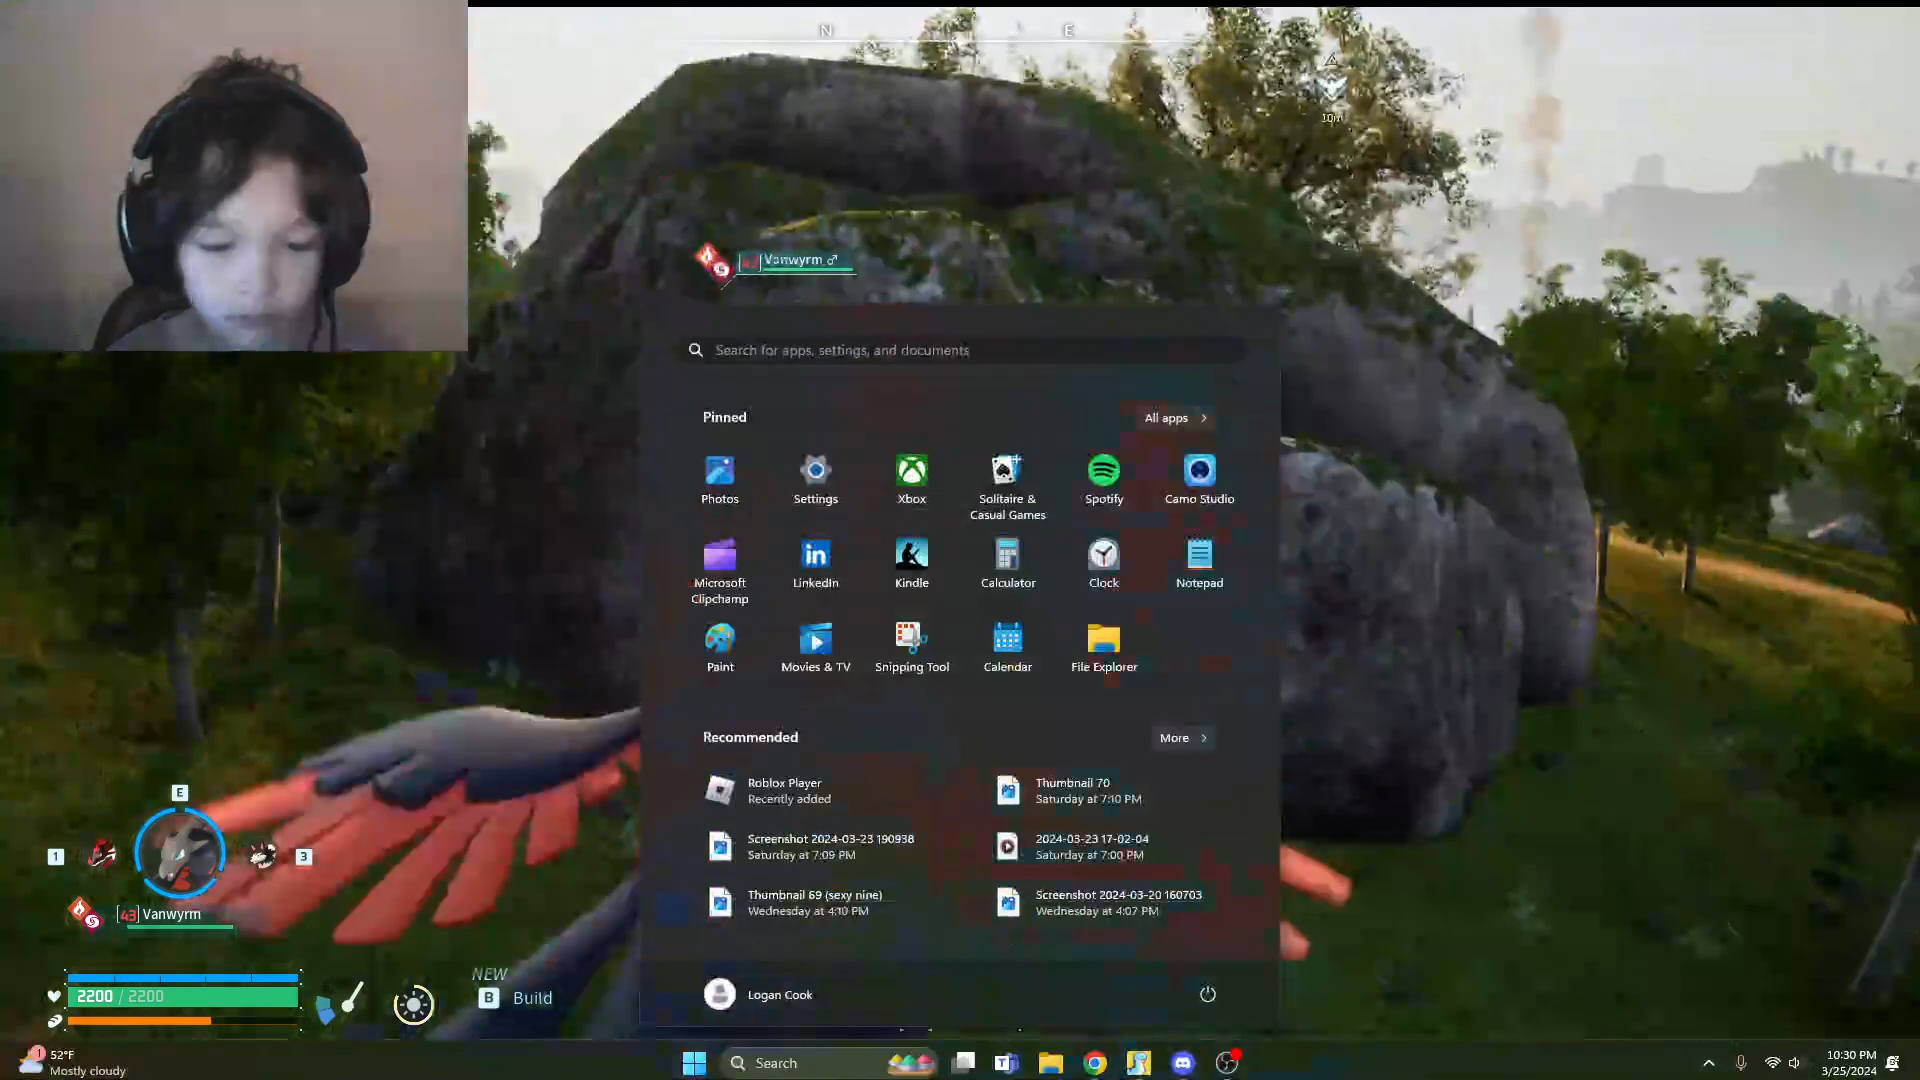 N
E
10m
43 Vanwyrm ♂
Search for apps, settings, and documents
Pinned
All apps >
Photos
Settings
Xbox
Solitaire & Casual Games
Spotify
Camo Studio
Microsoft Clipchamp
LinkedIn
Kindle
Calculator
Clock
Notepad
Paint
Movies & TV
Snipping Tool
Calendar
File Explorer
Recommended
More >
Roblox Player
Recently added
Thumbnail 70
Saturday at 7:10 PM
Screenshot 2024-03-23 190938
Saturday at 7:09 PM
2024-03-23 17-02-04
Saturday at 7:00 PM
Thumbnail 69 (sexy nine)
Wednesday at 4:10 PM
Screenshot 2024-03-20 160703
Wednesday at 4:07 PM
Logan Cook
E
1
3
43 Vanwyrm
2200 / 2200
NEW
B Build
1
52°F
Mostly cloudy
Search
10:30 PM
3/25/2024